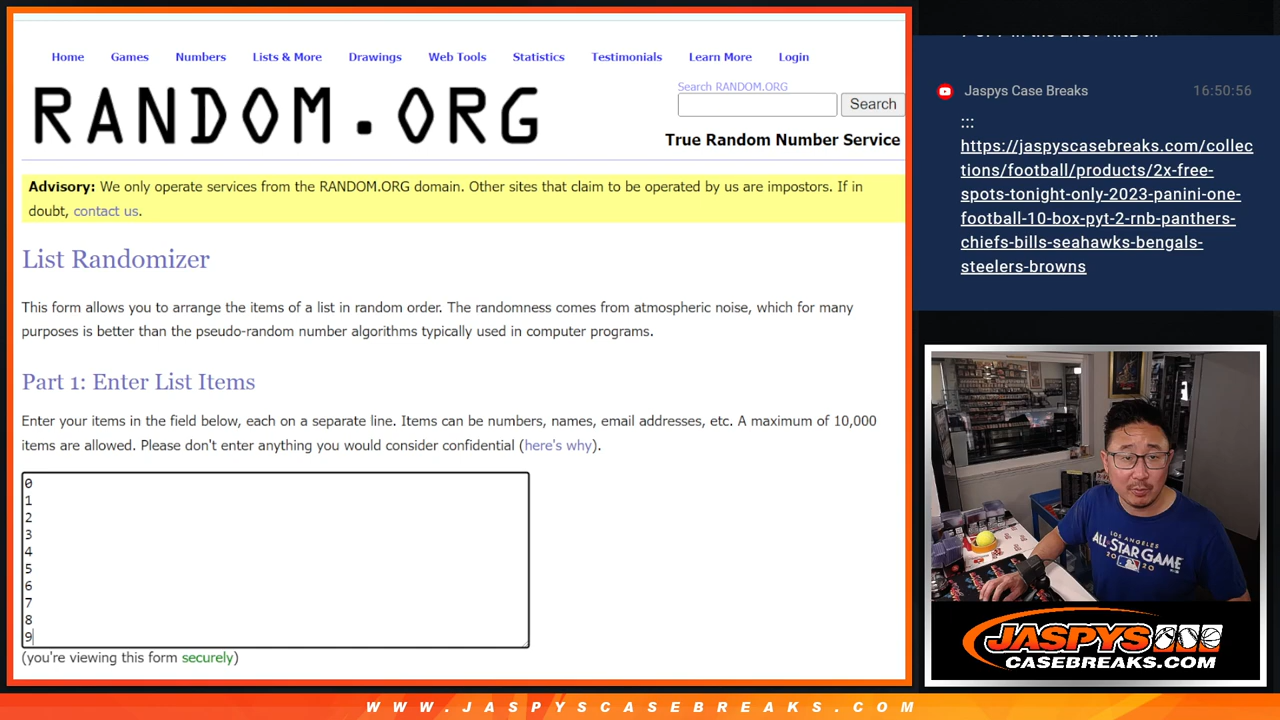 Home Games Numbers Lists & More Drawings Web Tools Statistics Testimonials Learn More Login
RANDOM.ORG
Search RANDOM.ORG
Search
True Random Number Service
Advisory: We only operate services from the RANDOM.ORG domain. Other sites that claim to be operated by us are impostors. If in
doubt, contact us.
List Randomizer
This form allows you to arrange the items of a list in random order. The randomness comes from atmospheric noise, which for many
purposes is better than the pseudo-random number algorithms typically used in computer programs.
Part 1: Enter List Items
Enter your items in the field below, each on a separate line. Items can be numbers, names, email addresses, etc. A maximum of 10,000
items are allowed. Please don't enter anything you would consider confidential (here's why).
0
1
2
3
4
5
6
7
8
9
(you're viewing this form securely)
Jaspys Case Breaks 16:50:56
:::
https://jaspyscasebreaks.com/collec
tions/football/products/2x-free-
spots-tonight-only-2023-panini-one-
football-10-box-pyt-2-rnb-panthers-
chiefs-bills-seahawks-bengals-
steelers-browns
LOS ANGELES
ALL-STAR GAME
2020
JASPYS
CASEBREAKS.COM
WWW.JASPYSCASEBREAKS.COM